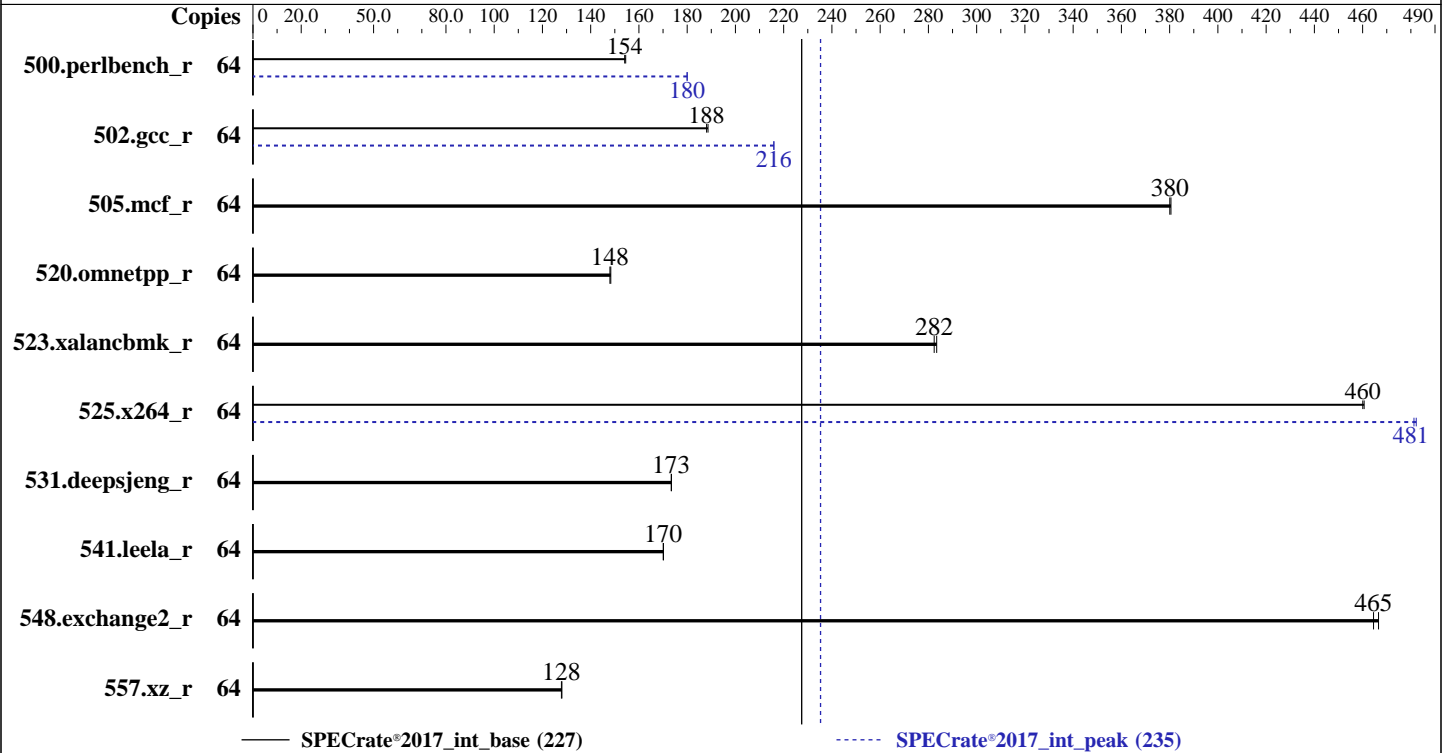 Copies 0 20.0 50.0 80.0 100 120 140 160 180 200 220 240 260 280 300 320 340 360 380 400 420 440 460 490
154
500.perlbench_r 64
180
188
502.gcc_r 64
216
380
505.mcf_r 64
148
520.omnetpp_r 64
282
523.xalancbmk_r 64
460
525.x264_r 64
481
173
531.deepsjeng_r 64
170
541.leela_r 64
465
548.exchange2_r 64
128
557.xz_r 64
SPECrate®2017_int_base (227) SPECrate®2017_int_peak (235)